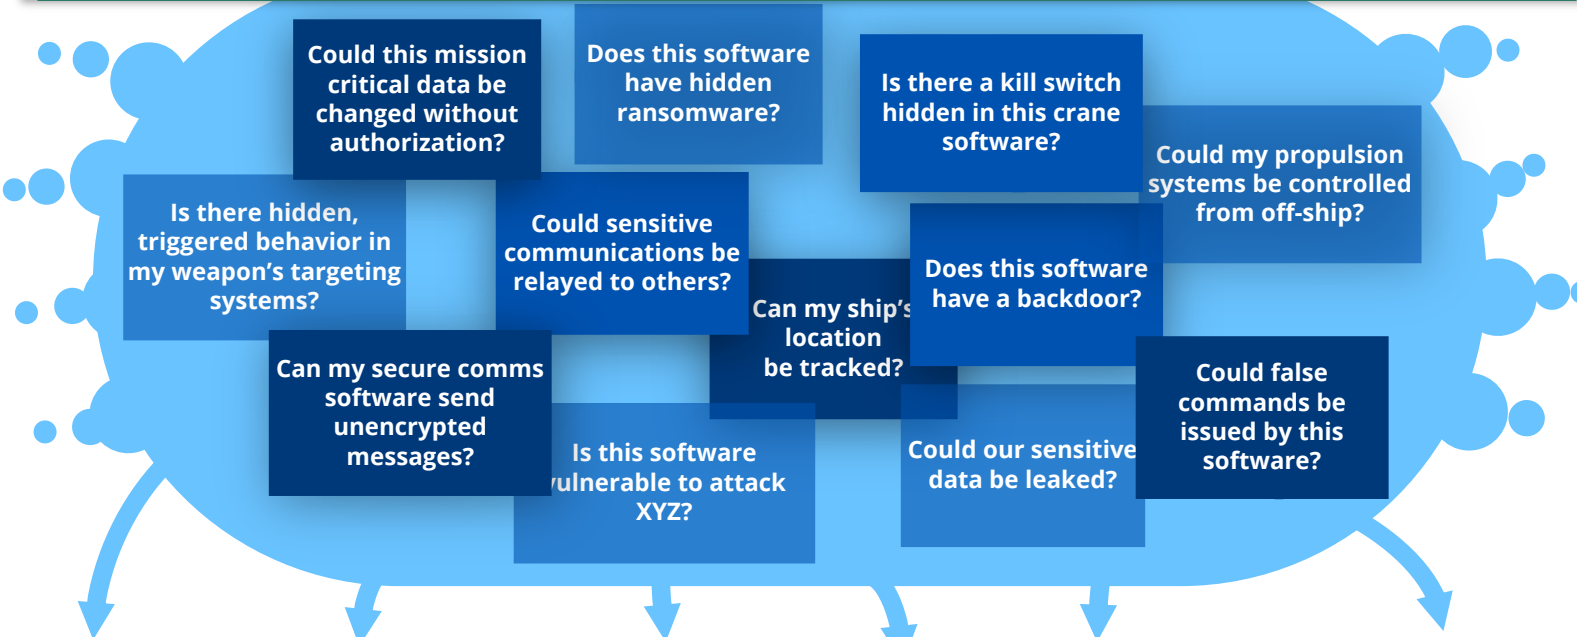 Could this mission
critical data be
changed without
authorization?
Does this software
have hidden
ransomware?
Is there a kill switch
hidden in this crane
software?
Could my propulsion
systems be controlled
from off-ship?
Is there hidden,
triggered behavior in
my weapon's targeting
systems?
Could sensitive
communications be
relayed to others?
Can my ship's
location
be tracked?
Does this software
have a backdoor?
Can my secure comms
software send
unencrypted
messages?
Is this software
vulnerable to attack
XYZ?
Could our sensitive
data be leaked?
Could false
commands be
issued by this
software?